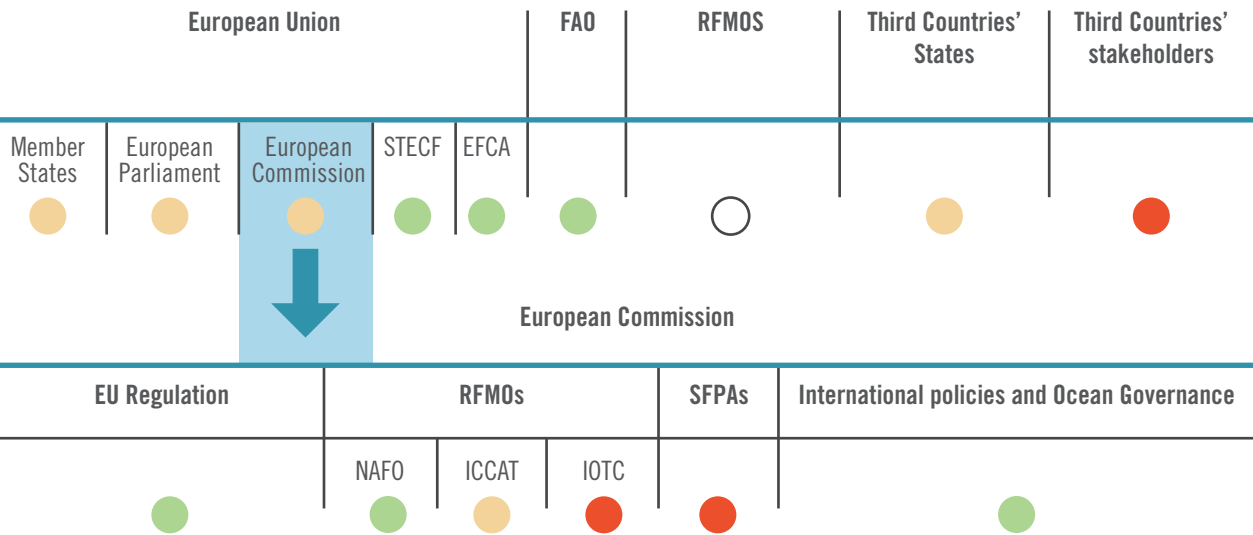 European Union
FAO
RFMOS
Third Countries'
States
Third Countries'
stakeholders
Member
States
European
Parliament
European
Commission
STECF
EFCA
European Commission
EU Regulation
RFMOs
SFPAs
International policies and Ocean Governance
NAFO
ICCAT
IOTC